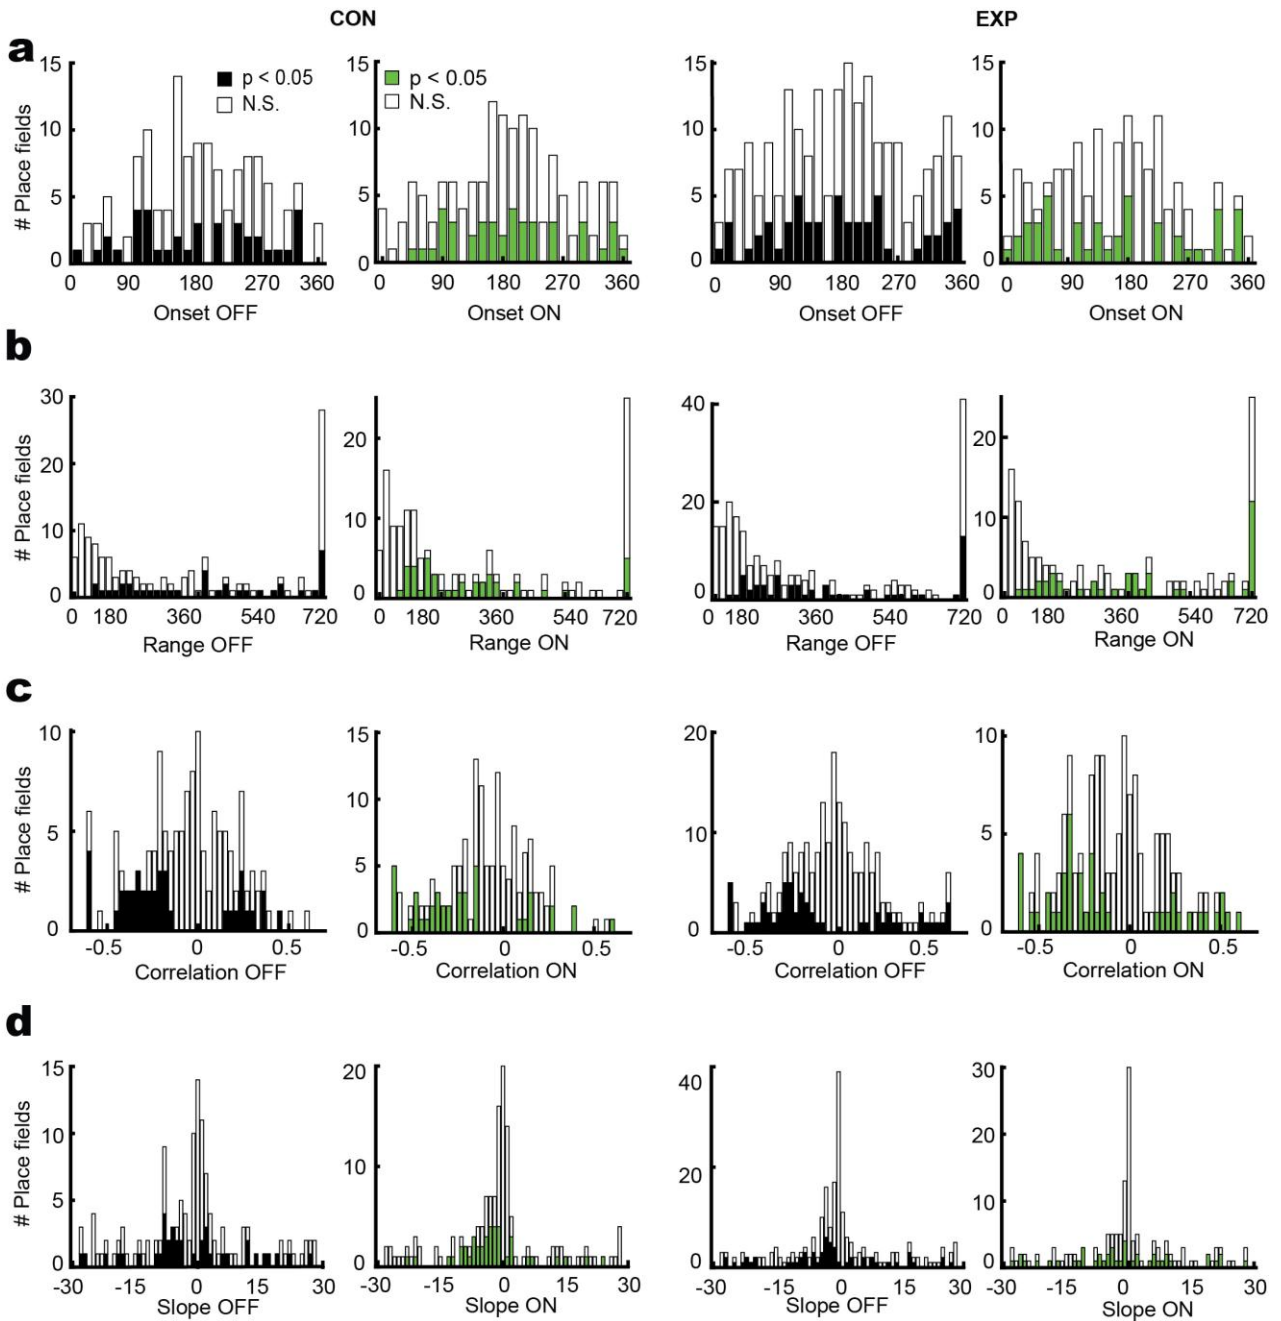 CON EXP
a
# Place fields
15 10 5 0
p < 0.05
N.S.
0 90 180 270 360
Onset OFF
15 10 5 0
p < 0.05
N.S.
0 90 180 270 360
Onset ON
15 10 5 0
0 90 180 270 360
Onset OFF
15 10 5 0
0 90 180 270 360
Onset ON
b
# Place fields
30 20 10 0
0 180 360 540 720
Range OFF
20 10 0
0 180 360 540 720
Range ON
40 20 0
0 180 360 540 720
Range OFF
20 10 0
0 180 360 540 720
Range ON
c
# Place fields
10 5 0
-0.5 0 0.5
Correlation OFF
15 10 5 0
-0.5 0 0.5
Correlation ON
20 10 0
-0.5 0 0.5
Correlation OFF
10 5 0
-0.5 0 0.5
Correlation ON
d
# Place fields
15 10 5 0
-30 -15 0 15 30
Slope OFF
20 10 0
-30 -15 0 15 30
Slope ON
40 20 0
-30 -15 0 15 30
Slope OFF
30 20 10 0
-30 -15 0 15 30
Slope ON